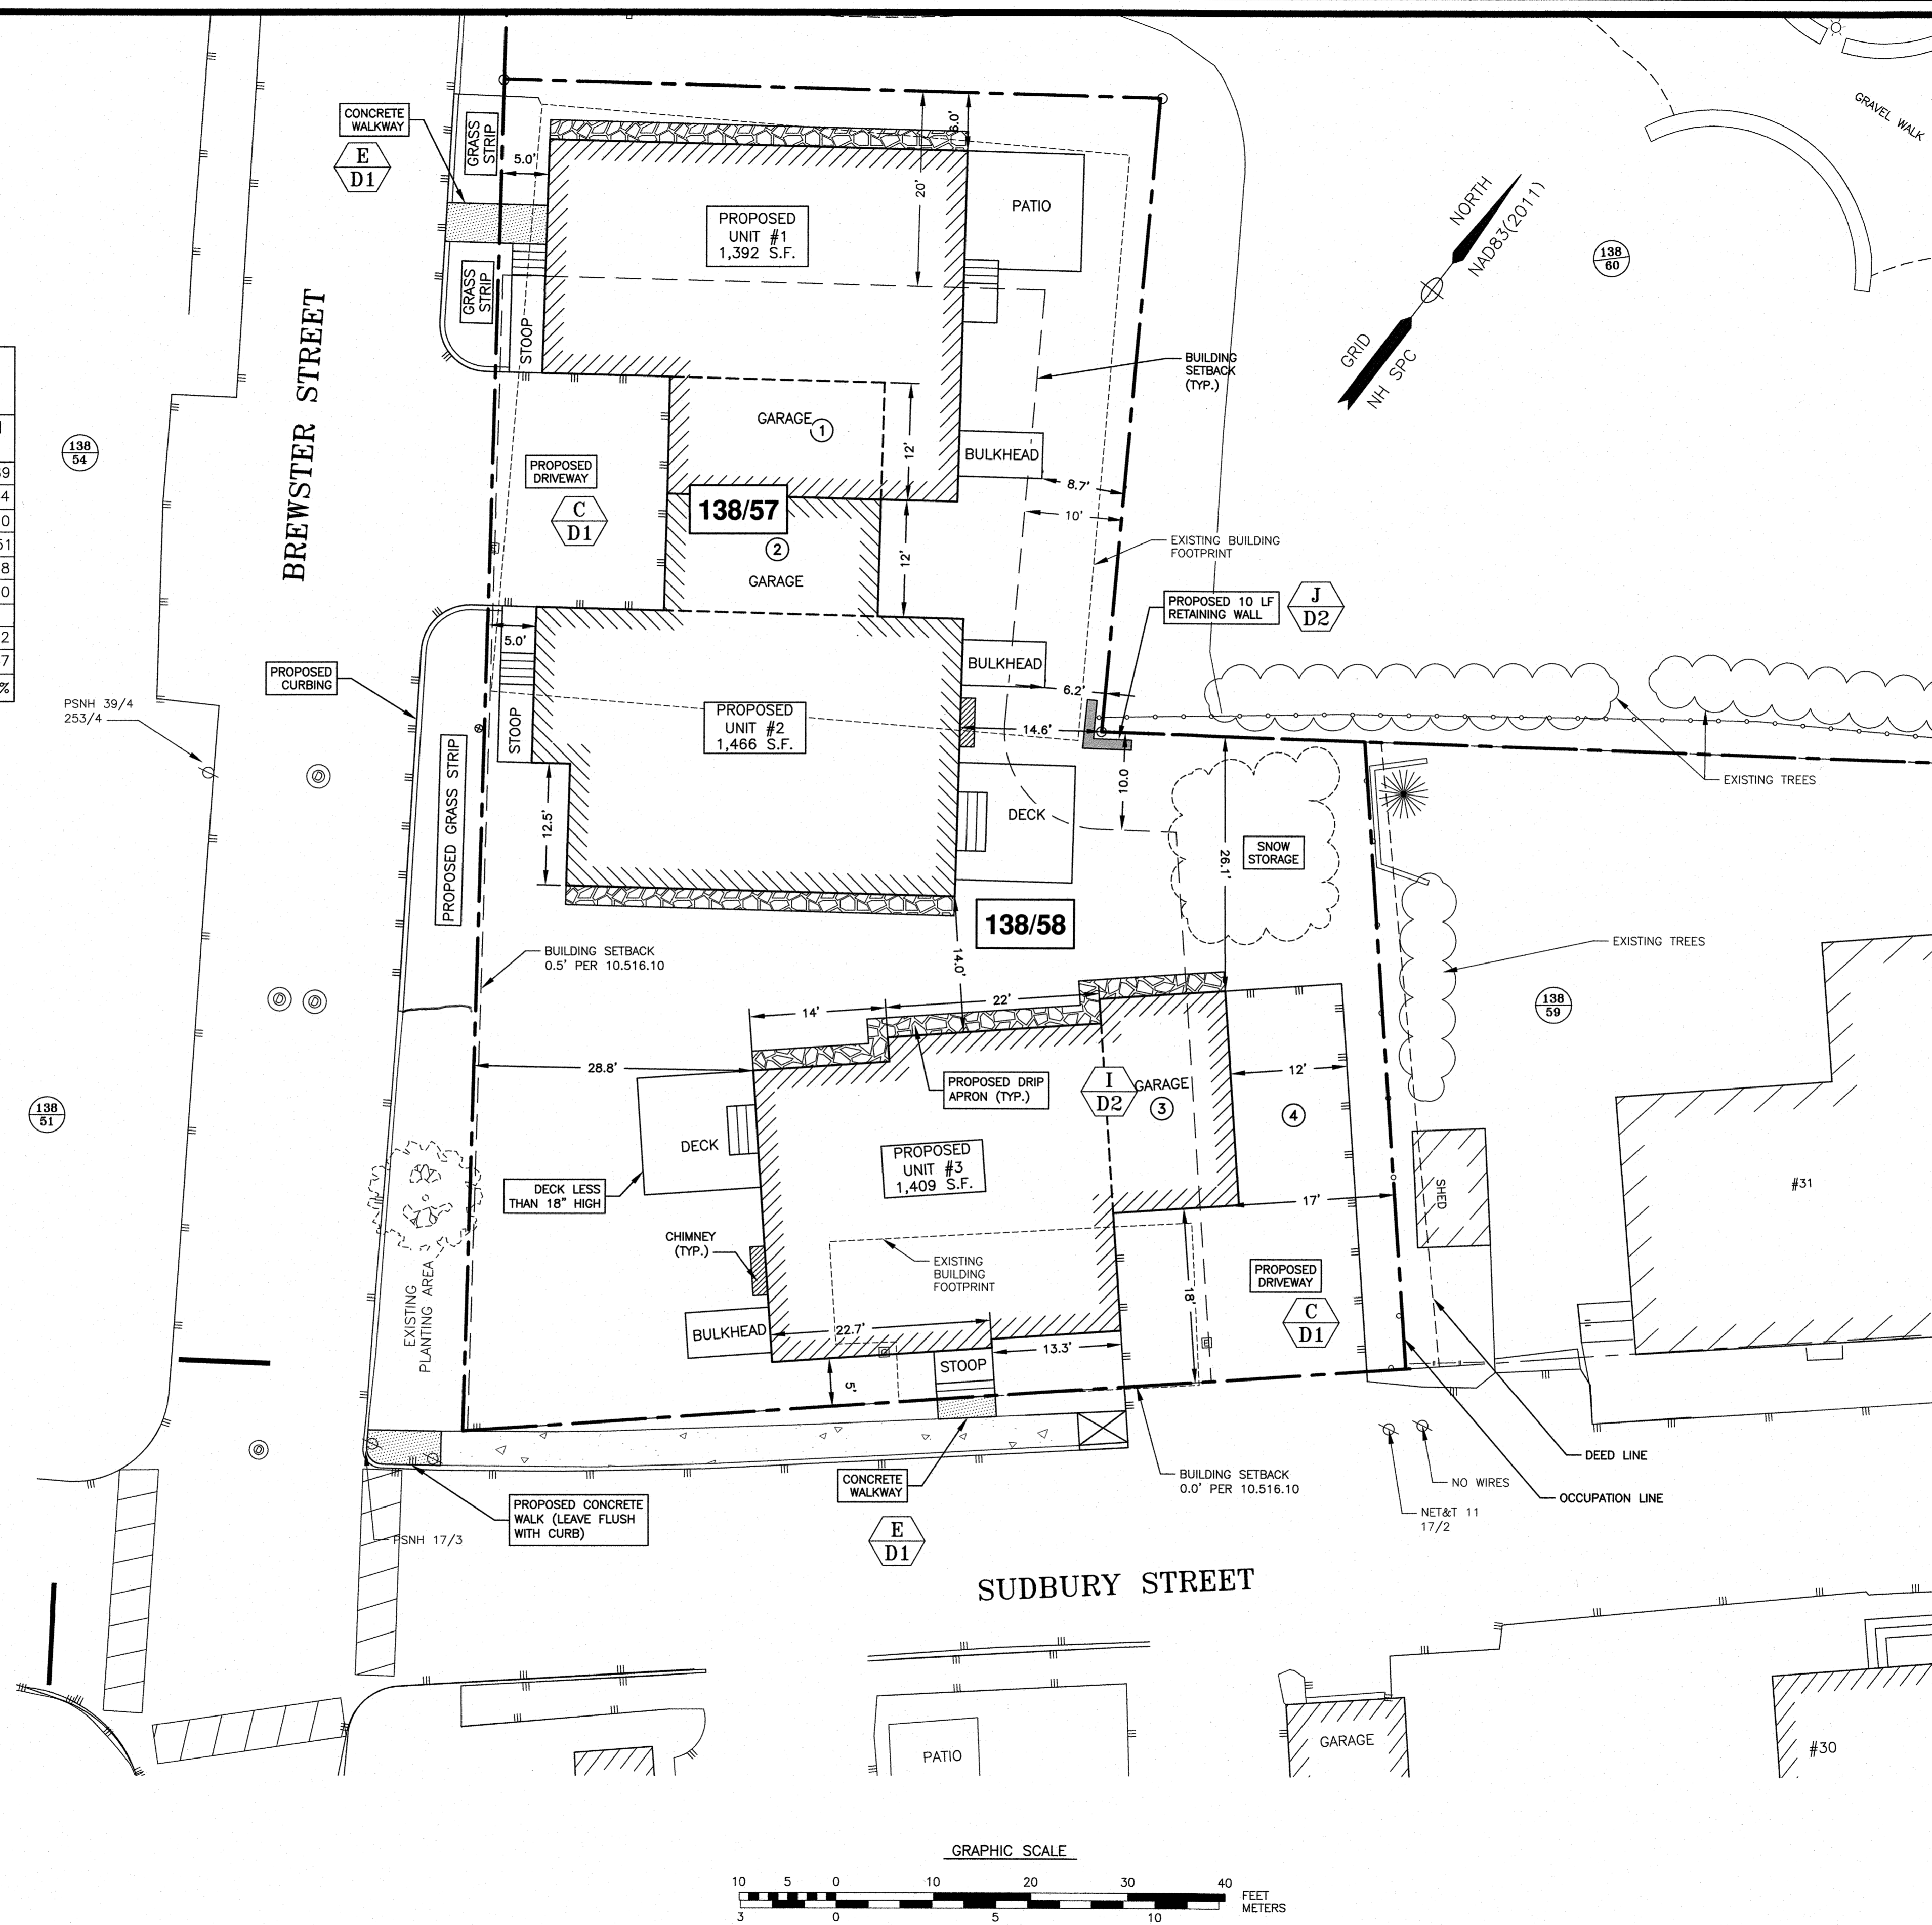 GRAVEL WALK
CONCRETE
WALKWAY
E
D1
GRASS
STRIP
5.0'
20'
PROPOSED
UNIT #1
1,392 S.F.
PATIO
NORTH
NAD83(2011)
GRID
NH SPC
138
60
GRASS
STRIP
STOOP
BREWSTER STREET
BUILDING
SETBACK
(TYP.)
138
54
GARAGE
1
12'
BULKHEAD
8.7'
10'
PROPOSED
DRIVEWAY
C
D1
138/57
2
GARAGE
12'
EXISTING BUILDING
FOOTPRINT
PROPOSED 10 LF
RETAINING WALL
J
D2
5.0'
BULKHEAD
6.2'
PROPOSED
CURBING
PSNH 39/4
253/4
STOOP
PROPOSED
UNIT #2
1,466 S.F.
14.6'
10.0
EXISTING TREES
PROPOSED GRASS STRIP
12.5'
DECK
26.1'
SNOW
STORAGE
138/58
EXISTING TREES
BUILDING SETBACK
0.5' PER 10.516.10
14.0'
138
59
14'
22'
28.8'
PROPOSED DRIP
APRON (TYP.)
I
D2
GARAGE
3
12'
4
138
51
DECK
PROPOSED
UNIT #3
1,409 S.F.
DECK LESS
THAN 18" HIGH
17'
SHED
#31
CHIMNEY
(TYP.)
EXISTING
BUILDING
FOOTPRINT
18'
PROPOSED
DRIVEWAY
C
D1
EXISTING
PLANTING AREA
BULKHEAD
22.7'
13.3'
STOOP
5'
DEED LINE
NO WIRES
OCCUPATION LINE
NET&T 11
17/2
BUILDING SETBACK
0.0' PER 10.516.10
CONCRETE
WALKWAY
E
D1
PROPOSED CONCRETE
WALK (LEAVE FLUSH
WITH CURB)
PSNH 17/3
SUDBURY STREET
PATIO
GARAGE
#30
GRAPHIC SCALE
10 5 0 10 20 30 40
FEET
METERS
3 0 5 10